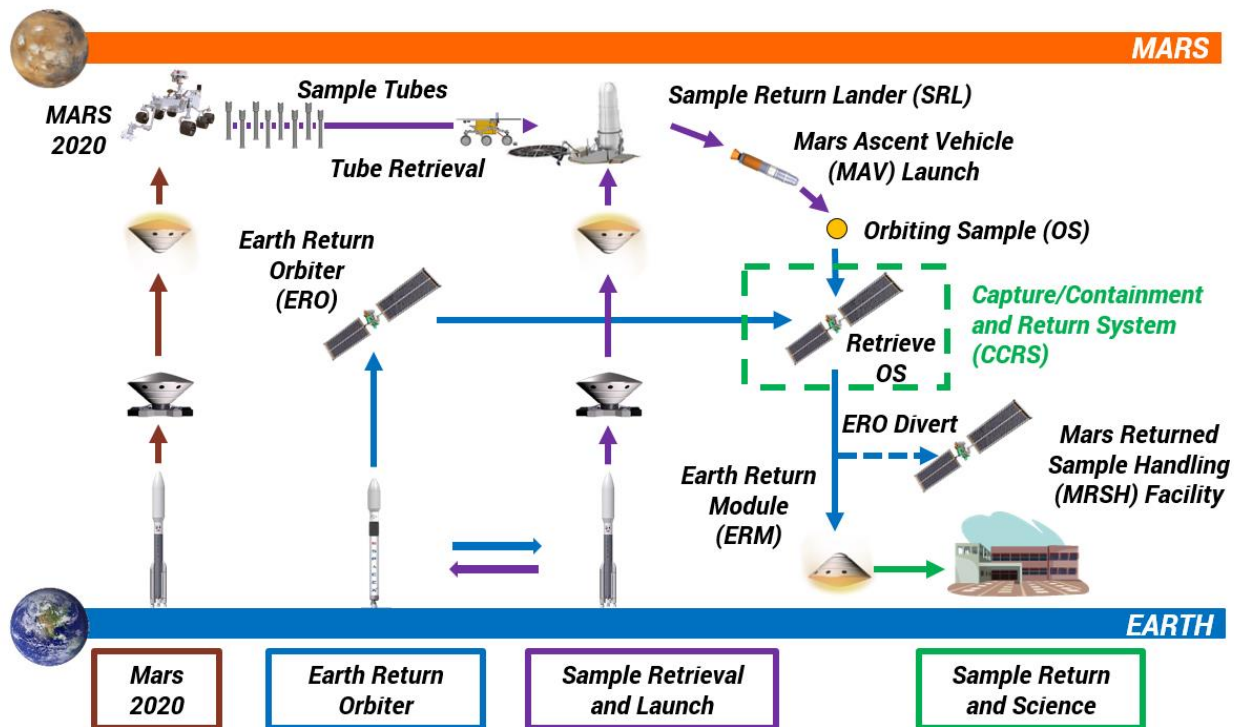 MARS
MARS
2020
Sample Tubes
Tube Retrieval
Sample Return Lander (SRL)
Mars Ascent Vehicle
(MAV) Launch
Orbiting Sample (OS)
Earth Return
Orbiter
(ERO)
Capture/Containment
and Return System
(CCRS)
Retrieve
OS
ERO Divert
Mars Returned
Sample Handling
(MRSH) Facility
Earth Return
Module
(ERM)
EARTH
Mars
2020
Earth Return
Orbiter
Sample Retrieval
and Launch
Sample Return
and Science